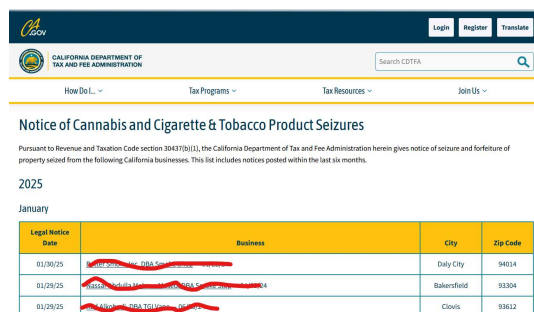 CA.GOV
Login Register Translate
CALIFORNIA DEPARTMENT OF
TAX AND FEE ADMINISTRATION
Search CDTFA
How Do I... Tax Programs Tax Resources Join Us
Notice of Cannabis and Cigarette & Tobacco Product Seizures
Pursuant to Revenue and Taxation Code section 30437(b)(1), the California Department of Tax and Fee Administration herein gives notice of seizure and forfeiture of
property seized from the following California businesses. This list includes notices posted within the last six months.
2025
January
Legal Notice
Date
Business City Zip Code
01/30/25 Daly City 94014
01/29/25 Bakersfield 93304
01/29/25 Clovis 93612